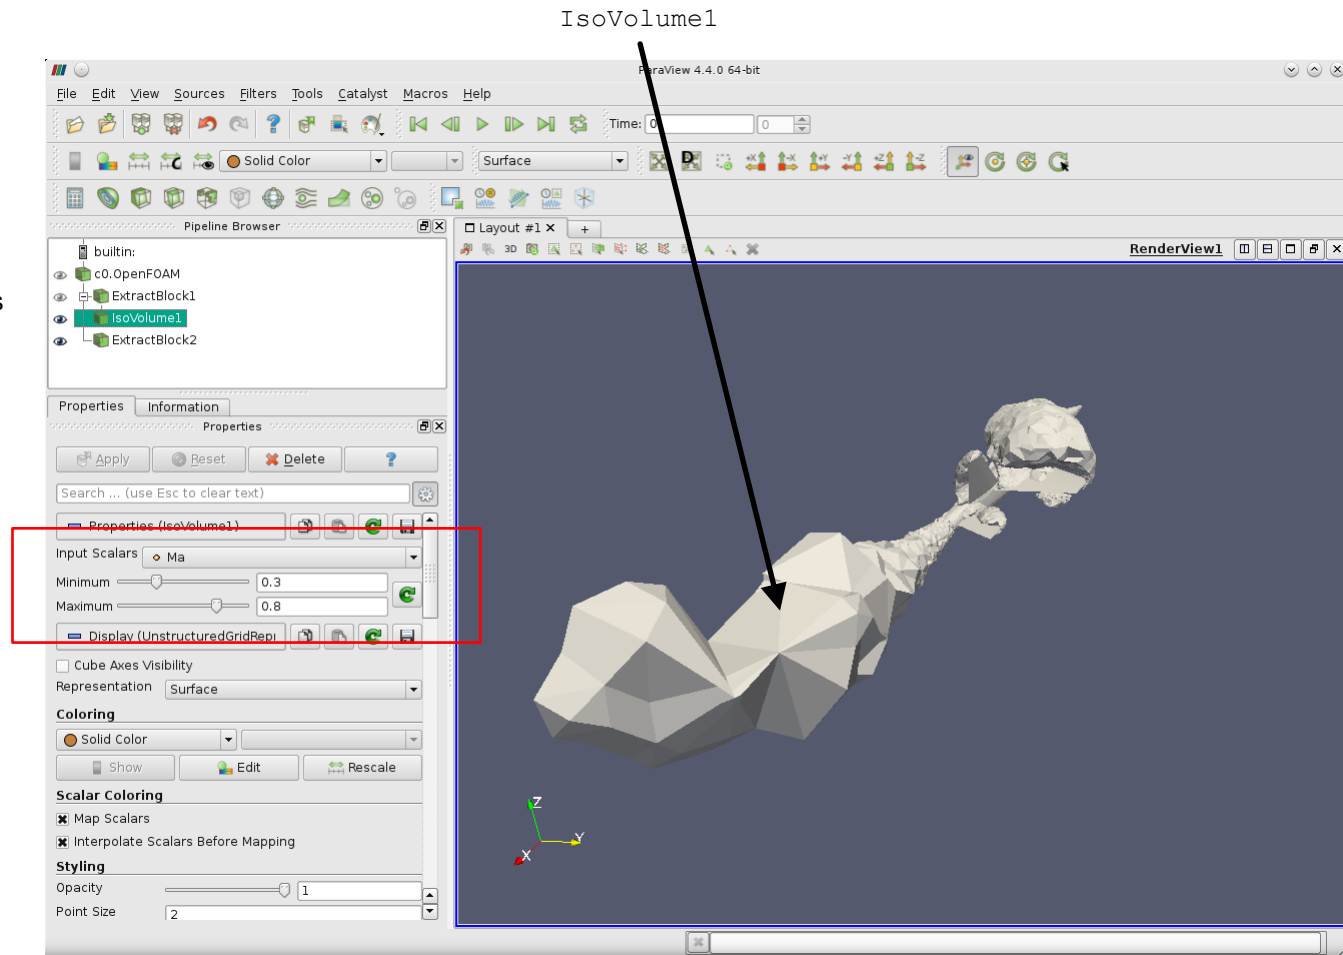 IsoVolume1
ParaView 4.4.0 64-bit
File Edit View Sources Filters Tools Catalyst Macros Help
Time: 0 0
Solid Color Surface
Pipeline Browser
Layout #1
3D RenderView1
builtin:
c0.OpenFOAM
s
ExtractBlock1
IsoVolume1
ExtractBlock2
Properties Information
Properties
Apply Reset Delete ?
Search ... (use Esc to clear text)
Properties (IsoVolume1)
Input Scalars Ma
Minimum 0.3
Maximum 0.8
Display (UnstructuredGridRep
Cube Axes Visibility
Representation Surface
Coloring
Solid Color
Show Edit Rescale
Scalar Coloring
Map Scalars
Interpolate Scalars Before Mapping
Styling
Opacity 1
Point Size 2
Z
Y
X